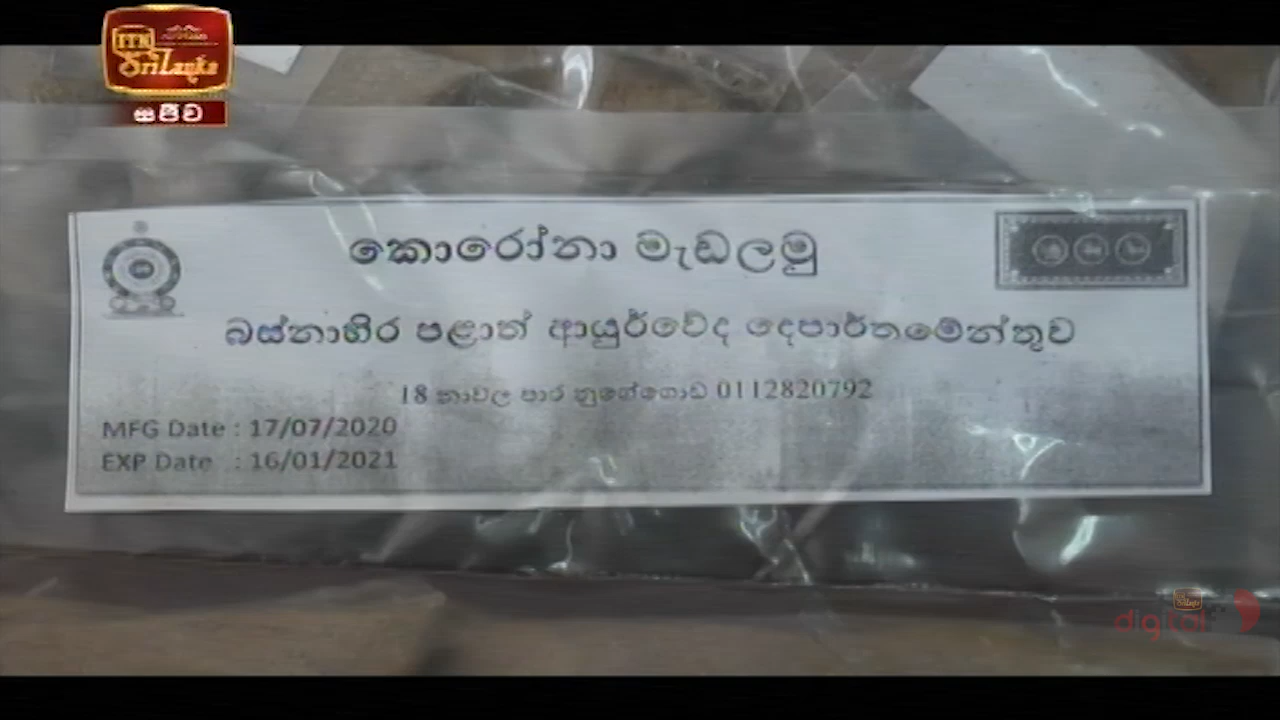 ITN
Sri Lanka
සජීව
කොරෝනා මැඩලමු
බස්නාහිර පළාත් ආයුර්වේද දෙපාර්තමේන්තුව
18 නාවල පාර නුගේගොඩ 0112820792
MFG Date : 17/07/2020
EXP Date : 16/01/2021
digital